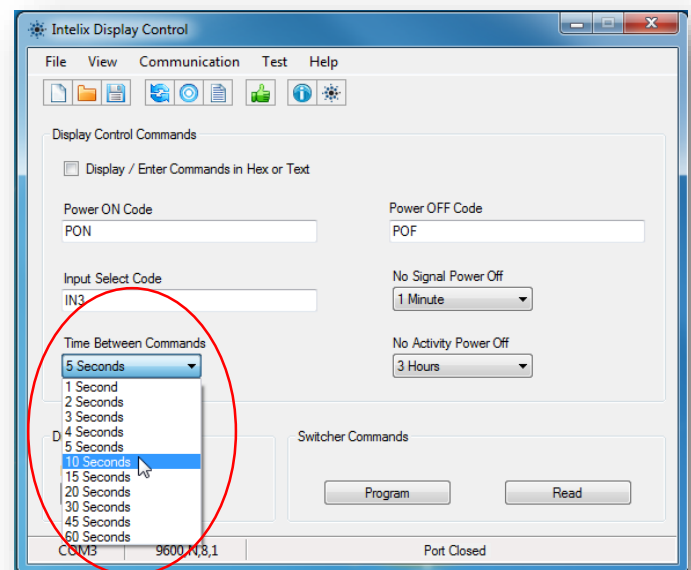 Intelix Display Control
File View Communication Test Help
Display Control Commands
Display / Enter Commands in Hex or Text
Power ON Code
Power OFF Code
PON
POF
Input Select Code
No Signal Power Off
IN3
1 Minute
Time Between Commands
No Activity Power Off
5 Seconds
3 Hours
1 Second
2 Seconds
3 Seconds
4 Seconds
5 Seconds
10 Seconds
15 Seconds
20 Seconds
30 Seconds
45 Seconds
60 Seconds
D
Switcher Commands
Program
Read
COM3
9600,N,8,1
Port Closed